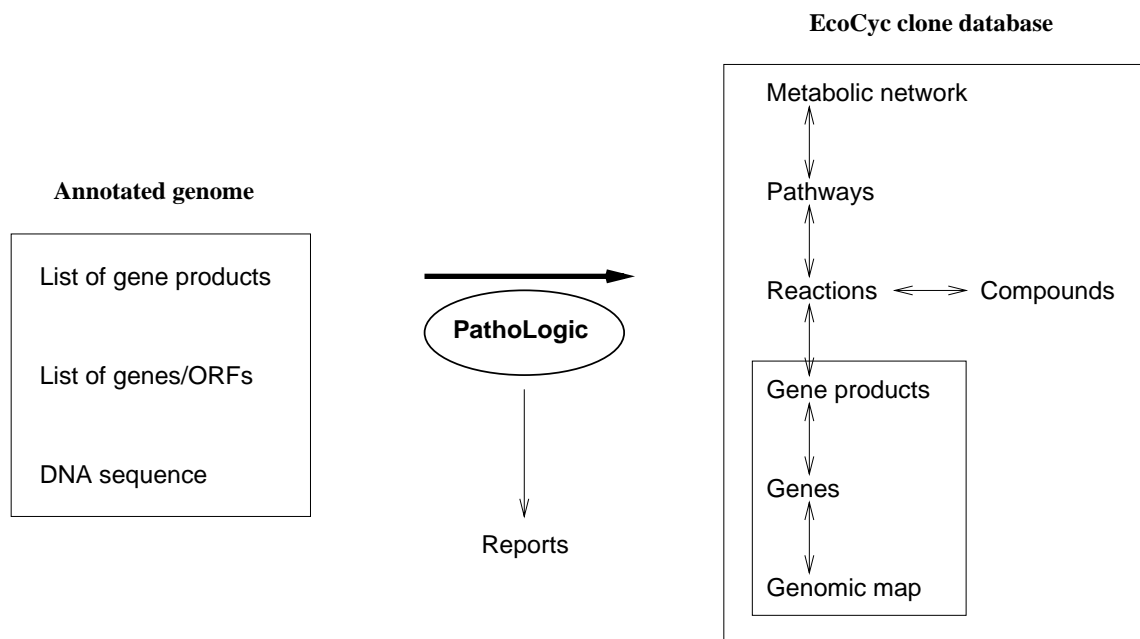 EcoCyc clone database
Annotated genome
List of gene products
List of genes/ORFs
DNA sequence
PathoLogic
Reports
Metabolic network
Pathways
Reactions
Compounds
Gene products
Genes
Genomic map